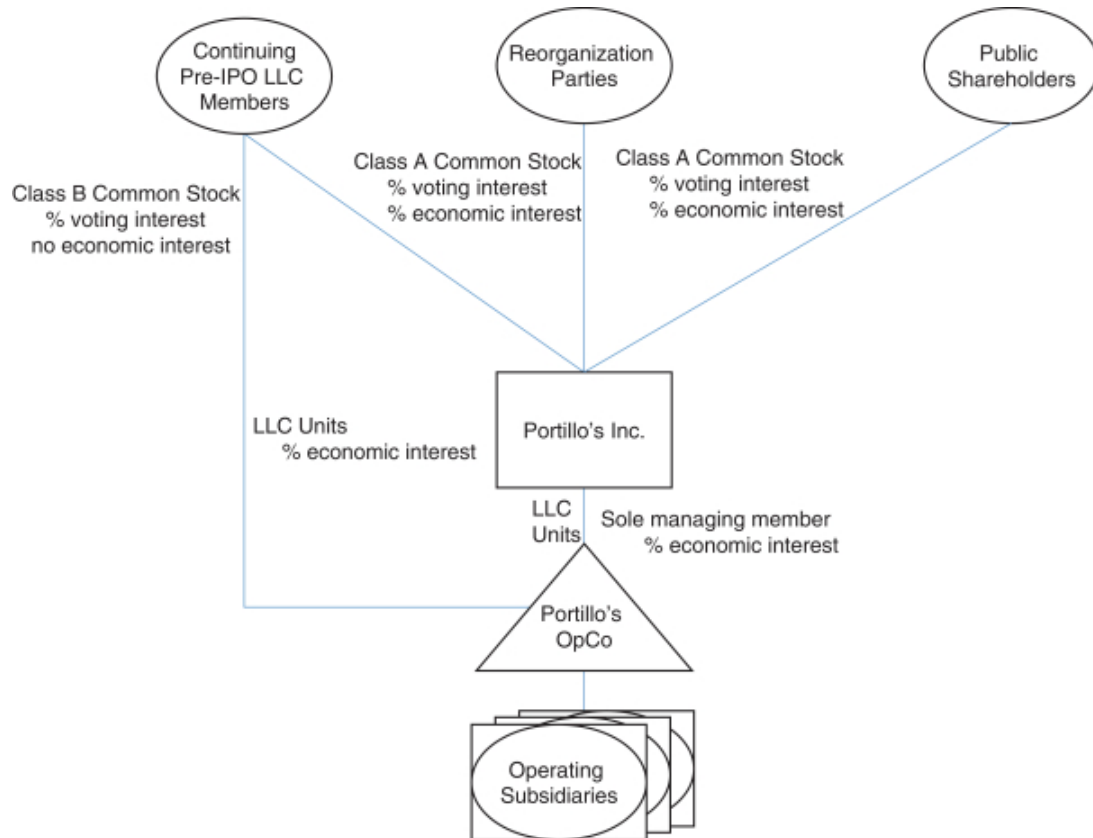 Continuing
Pre-IPO LLC
Members
Reorganization
Parties
Public
Shareholders
Class B Common Stock
% voting interest
no economic interest
Class A Common Stock
% voting interest
% economic interest
Class A Common Stock
% voting interest
% economic interest
LLC Units
% economic interest
Portillo's Inc.
LLC
Units
Sole managing member
% economic interest
Portillo's
OpCo
Operating
Subsidiaries